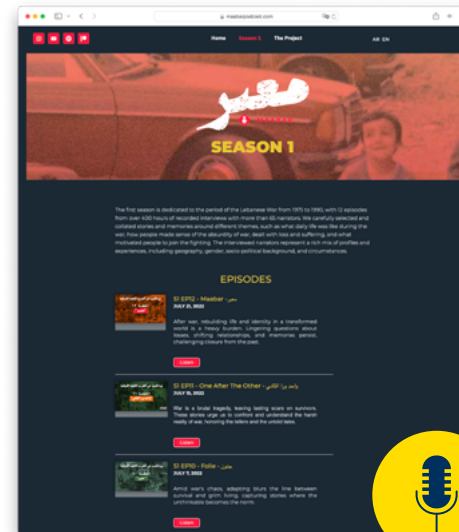 maabarpodcast.com
Home Season 1 The Project AR EN
معبر
MAABAR
SEASON 1
The first season is dedicated to the period of the Lebanese War from 1975 to 1990, with 12 episodes
from over 400 hours of recorded interviews with more than 65 narrators. We carefully selected and
collated stories and memories around different themes, such as what daily life was like during the
war, how people made sense of the absurdity of war, dealt with loss and suffering, and what
motivated people to join the fighting. The interviewed narrators represent a rich mix of profiles and
experiences, including geography, gender, socio-political background, and circumstances.
EPISODES
S1 EP12 - Maabar - معبر
JULY 21, 2022
After war, rebuilding life and identity in a transformed
world is a heavy burden. Lingering questions about
losses, shifting relationships, and memories persist,
challenging closure from the past.
Listen
S1 EP11 - One After The Other - واحد ورا التاني
JULY 15, 2022
War is a brutal tragedy, leaving lasting scars on survivors.
These stories urge us to confront and understand the harsh
reality of war, honoring the tellers and the untold tales.
Listen
S1 EP10 - Folie - جنون
JULY 7, 2022
Amid war's chaos, adapting blurs the line between
survival and grim living, capturing stories where the
unthinkable becomes the norm.
Listen